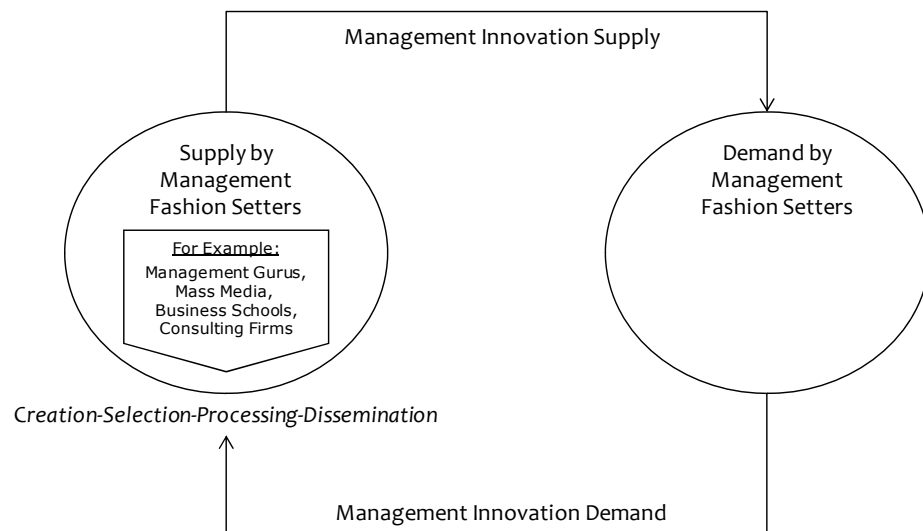 Management Innovation Supply
Supply by
Management
Fashion Setters
For Example:
Management Gurus,
Mass Media,
Business Schools,
Consulting Firms
Demand by
Management
Fashion Setters
Creation-Selection-Processing-Dissemination
Management Innovation Demand